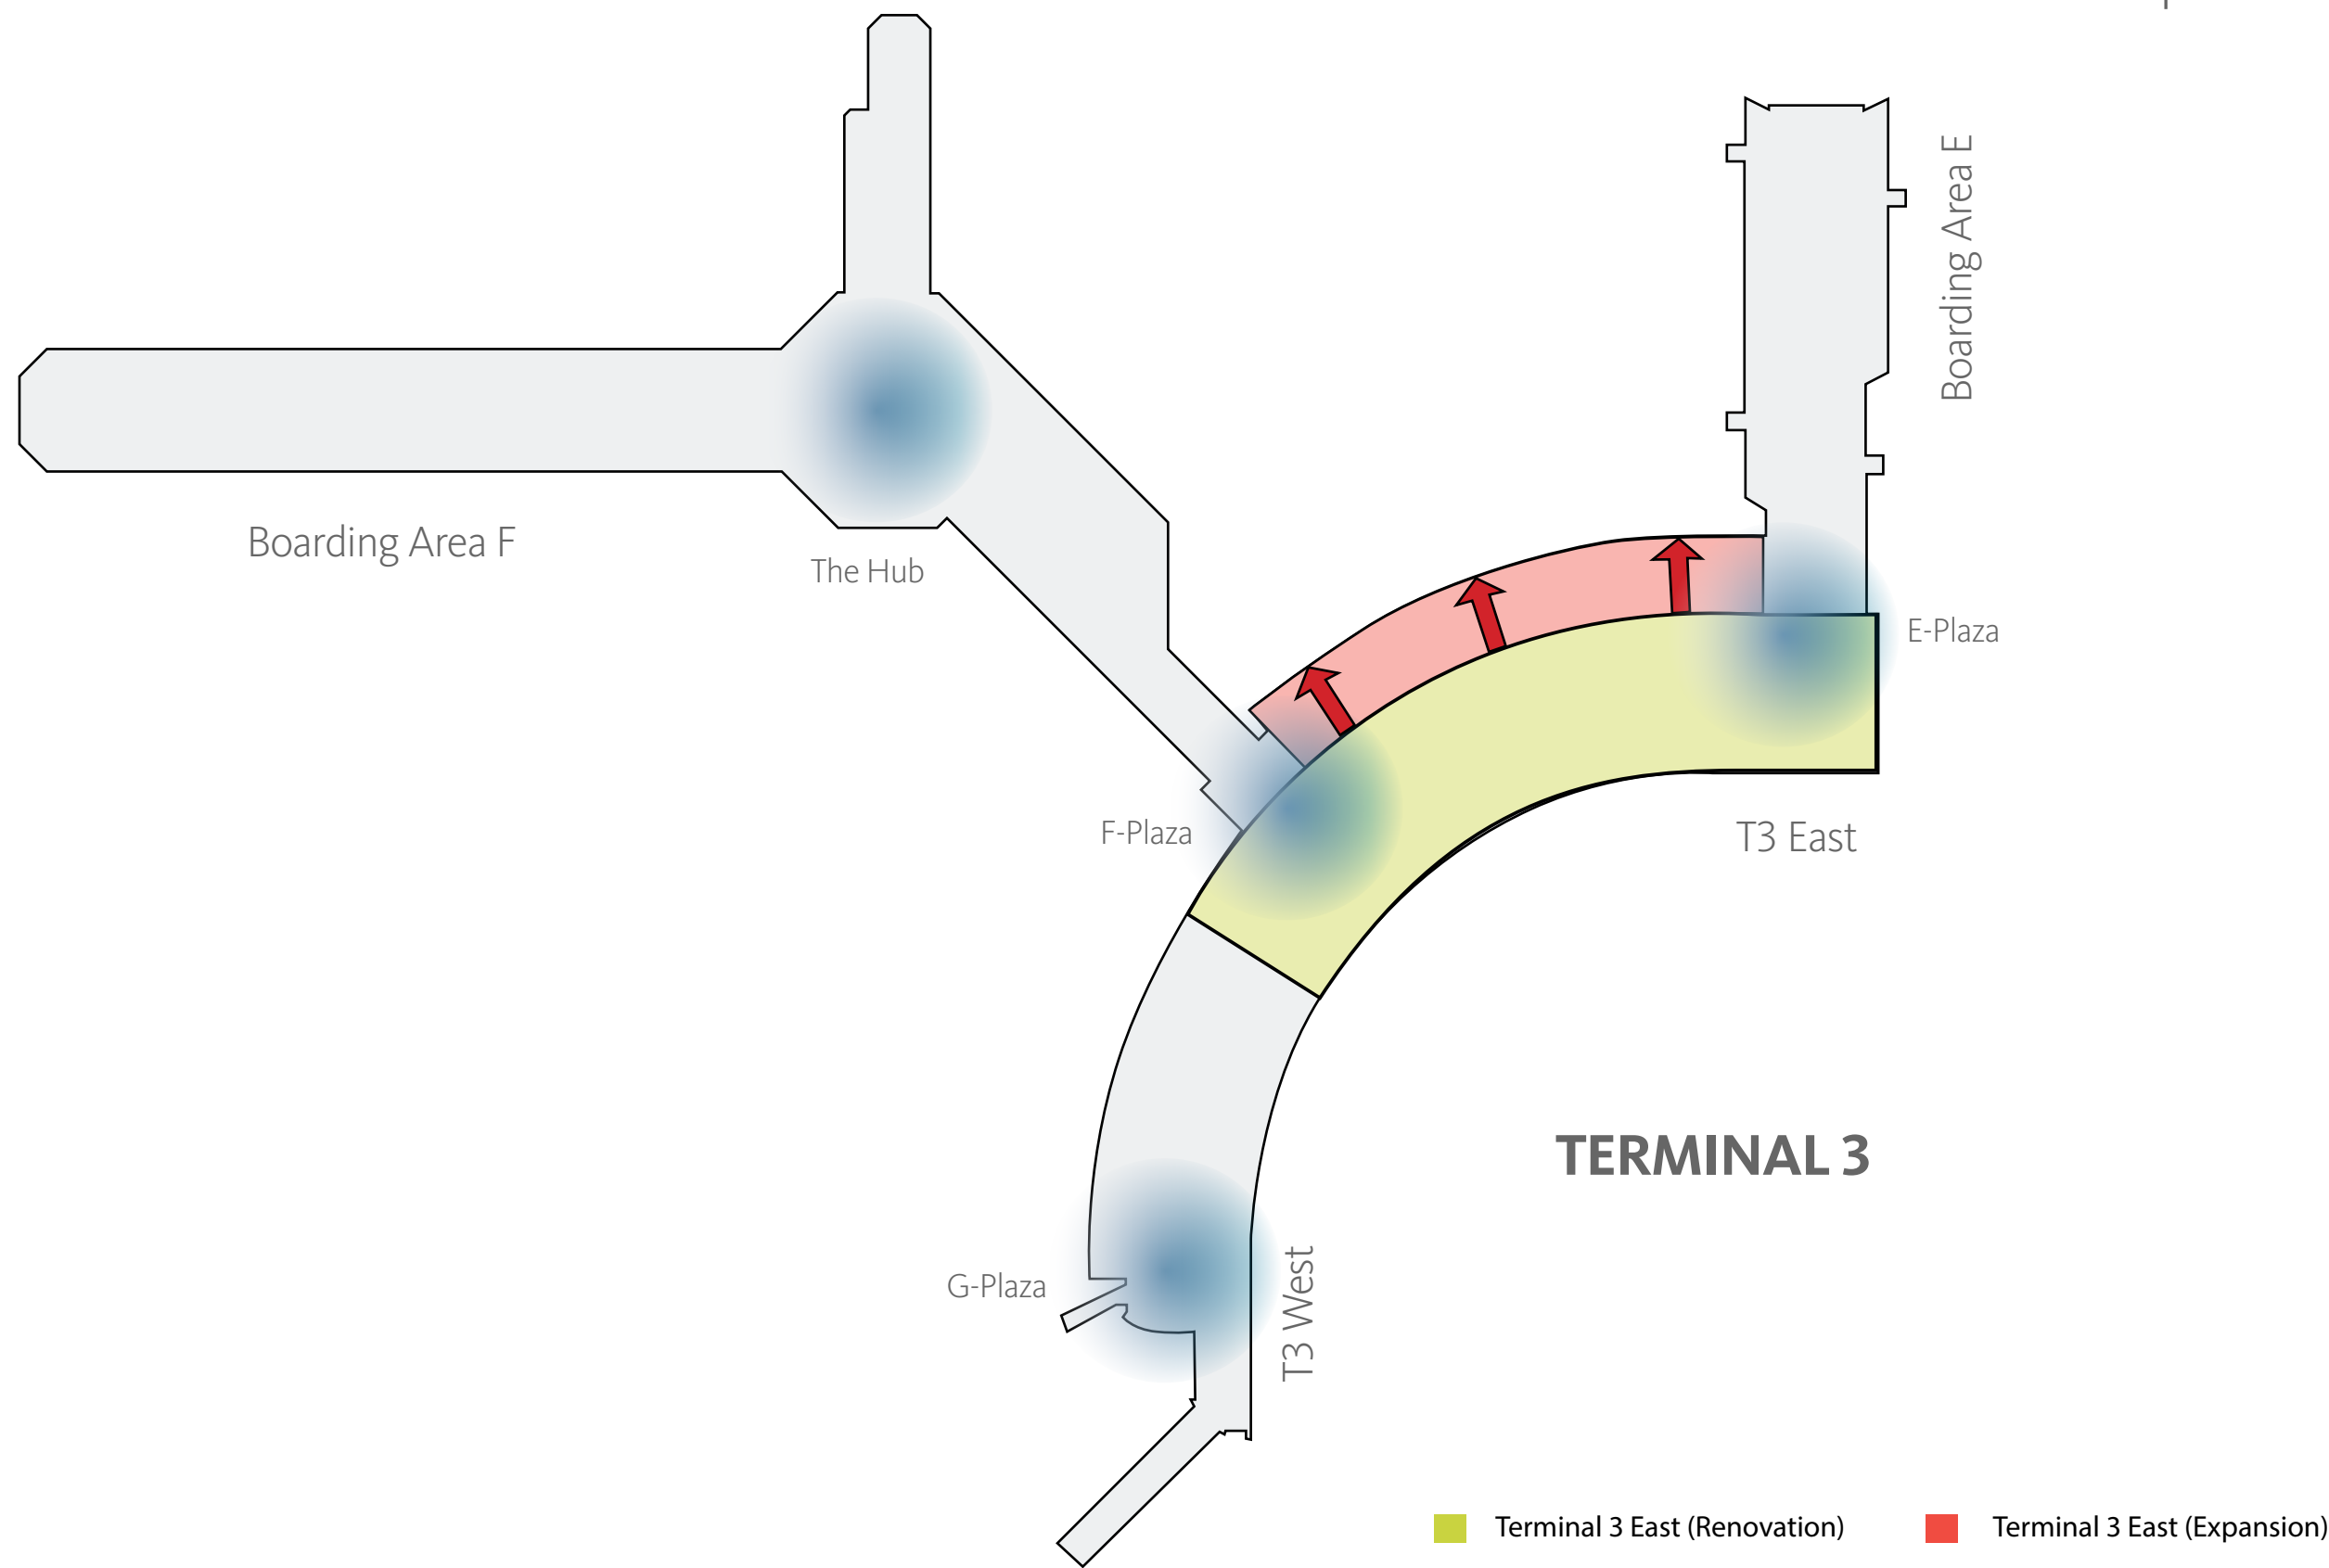 Boarding Area E
Boarding Area F
The Hub
E-Plaza
F-Plaza
T3 East
TERMINAL 3
G-Plaza
T3 West
Terminal 3 East (Renovation)
Terminal 3 East (Expansion)